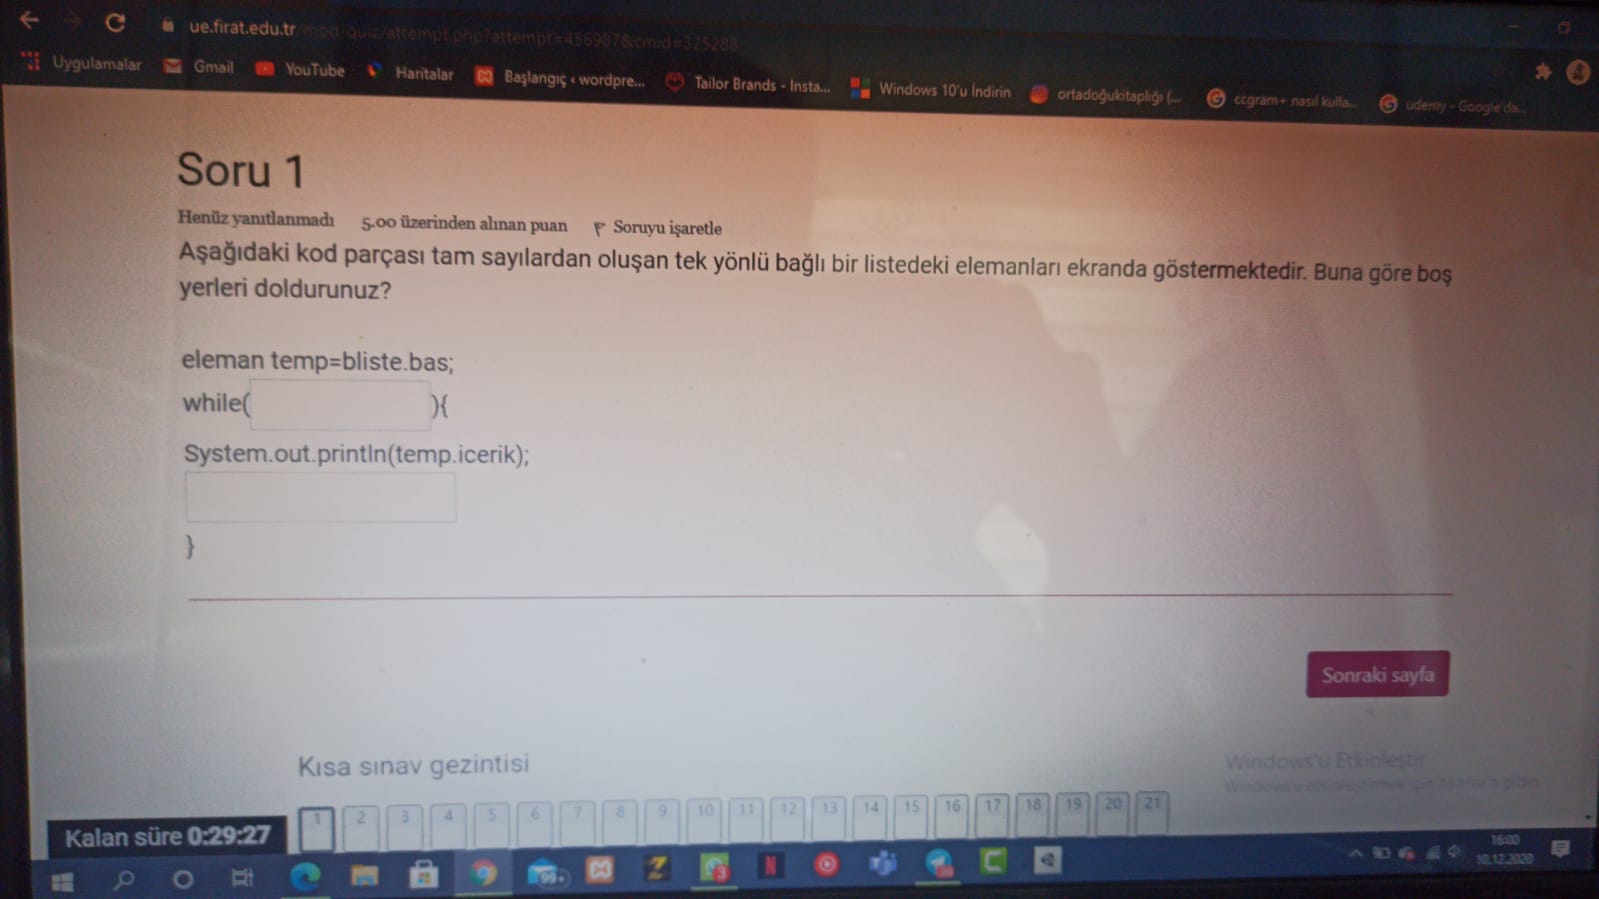 ue.firat.edu.tr/mod/quiz/attempt.php?attempt=456987&cmid=325288
Uygulamalar Gmail YouTube Haritalar Başlangıç ‹ wordpre... Tailor Brands - Insta... Windows 10'u İndirin ortadoğukitaplığı (... ccgram+ nasıl kulla... udemy - Google'da...
Soru 1
Henüz yanıtlanmadı 5.00 üzerinden alınan puan Soruyu işaretle
Aşağıdaki kod parçası tam sayılardan oluşan tek yönlü bağlı bir listedeki elemanları ekranda göstermektedir. Buna göre boş
yerleri doldurunuz?
eleman temp=bliste.bas;
while( ){
System.out.println(temp.icerik);
}
Sonraki sayfa
Kısa sınav gezintisi
Windows'u Etkinleştir
1 2 3 4 5 6 7 8 9 10 11 12 13 14 15 16 17 18 19 20 21
Kalan süre 0:29:27
99+
3
16:00
10.12.2020